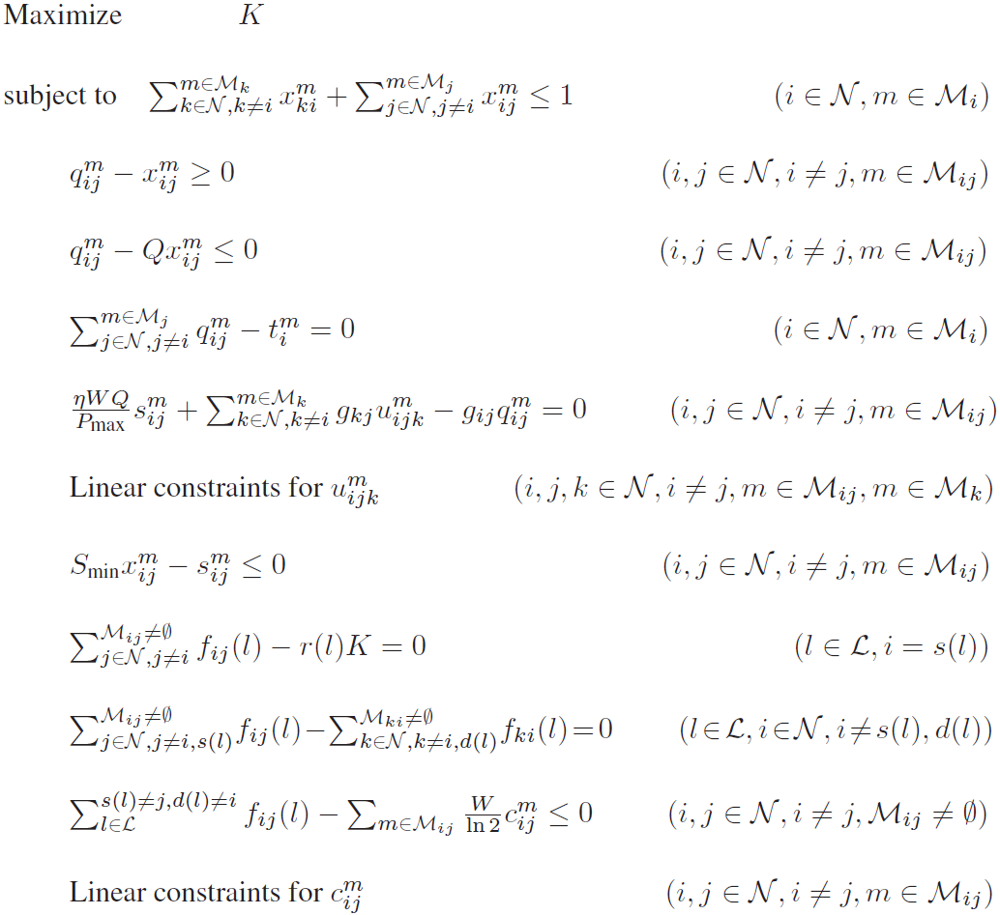 Maximize $K$
subject to $\sum_{k \in \mathcal{N}, k \neq i}^{m \in \mathcal{M}_k} x_{ki}^m + \sum_{j \in \mathcal{N}, j \neq i}^{m \in \mathcal{M}_j} x_{ij}^m \leq 1$ $(i \in \mathcal{N}, m \in \mathcal{M}_i)$
$q_{ij}^m - x_{ij}^m \geq 0$ $(i, j \in \mathcal{N}, i \neq j, m \in \mathcal{M}_{ij})$
$q_{ij}^m - Q x_{ij}^m \leq 0$ $(i, j \in \mathcal{N}, i \neq j, m \in \mathcal{M}_{ij})$
$\sum_{j \in \mathcal{N}, j \neq i}^{m \in \mathcal{M}_j} q_{ij}^m - t_i^m = 0$ $(i \in \mathcal{N}, m \in \mathcal{M}_i)$
$\frac{\eta W Q}{P_{\max}} s_{ij}^m + \sum_{k \in \mathcal{N}, k \neq i}^{m \in \mathcal{M}_k} g_{kj} u_{ijk}^m - g_{ij} q_{ij}^m = 0$ $(i, j \in \mathcal{N}, i \neq j, m \in \mathcal{M}_{ij})$
Linear constraints for $u_{ijk}^m$ $(i, j, k \in \mathcal{N}, i \neq j, m \in \mathcal{M}_{ij}, m \in \mathcal{M}_k)$
$S_{\min} x_{ij}^m - s_{ij}^m \leq 0$ $(i, j \in \mathcal{N}, i \neq j, m \in \mathcal{M}_{ij})$
$\sum_{j \in \mathcal{N}, j \neq i}^{\mathcal{M}_{ij} \neq \emptyset} f_{ij}(l) - r(l) K = 0$ $(l \in \mathcal{L}, i = s(l))$
$\sum_{j \in \mathcal{N}, j \neq i, s(l)}^{\mathcal{M}_{ij} \neq \emptyset} f_{ij}(l) - \sum_{k \in \mathcal{N}, k \neq i, d(l)}^{\mathcal{M}_{ki} \neq \emptyset} f_{ki}(l) = 0$ $(l \in \mathcal{L}, i \in \mathcal{N}, i \neq s(l), d(l))$
$\sum_{l \in \mathcal{L}}^{s(l) \neq j, d(l) \neq i} f_{ij}(l) - \sum_{m \in \mathcal{M}_{ij}} \frac{W}{\ln 2} c_{ij}^m \leq 0$ $(i, j \in \mathcal{N}, i \neq j, \mathcal{M}_{ij} \neq \emptyset)$
Linear constraints for $c_{ij}^m$ $(i, j \in \mathcal{N}, i \neq j, m \in \mathcal{M}_{ij})$